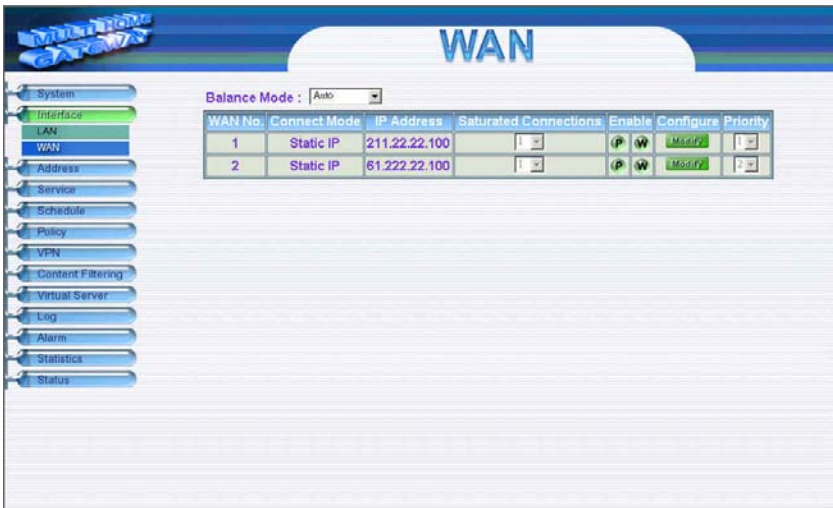 MULTI HOME
GATEWAY
WAN
System
Interface
LAN
WAN
Address
Service
Schedule
Policy
VPN
Content Filtering
Virtual Server
Log
Alarm
Statistics
Status
Balance Mode : Auto
WAN No. Connect Mode IP Address Saturated Connections Enable Configure Priority
1 Static IP 211.22.22.100 1 P W Modify 1
2 Static IP 61.222.22.100 1 P W Modify 2